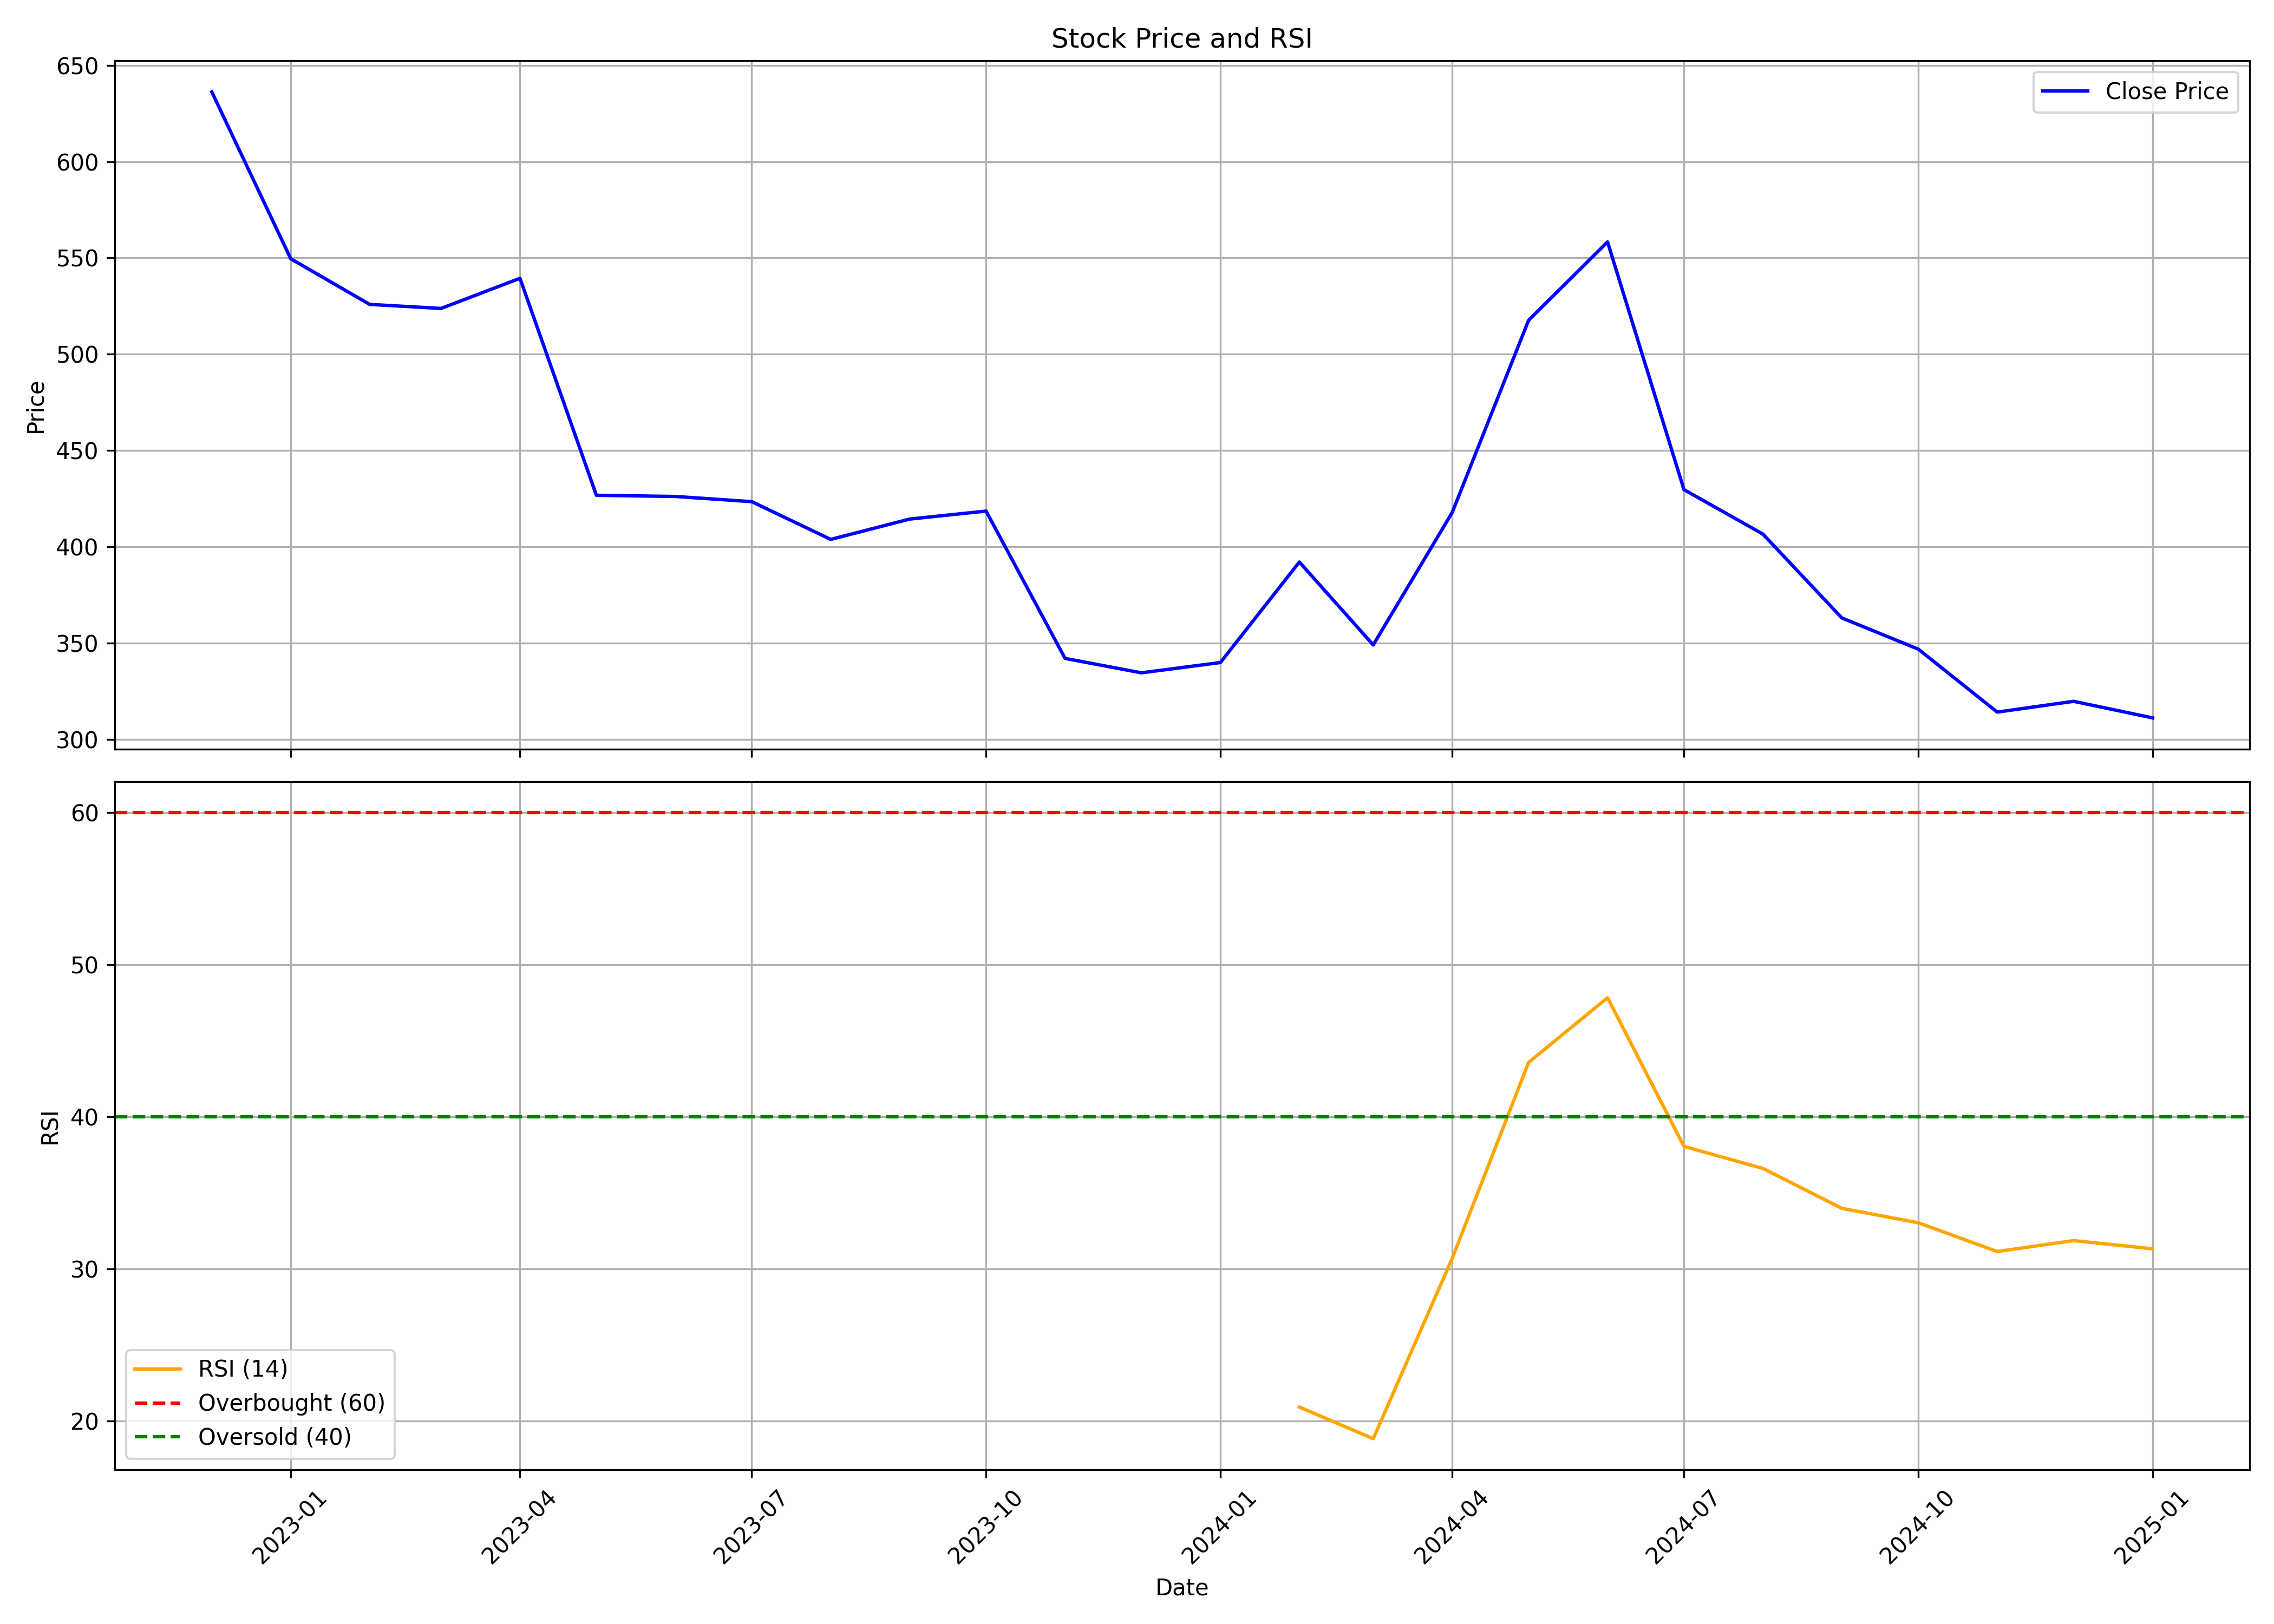 Stock Price and RSI
650
600
550
500
450
400
350
300
Price
Close Price
60
50
40
30
20
RSI
RSI (14)
Overbought (60)
Oversold (40)
2023-01
2023-04
2023-07
2023-10
2024-01
2024-04
2024-07
2024-10
2025-01
Date